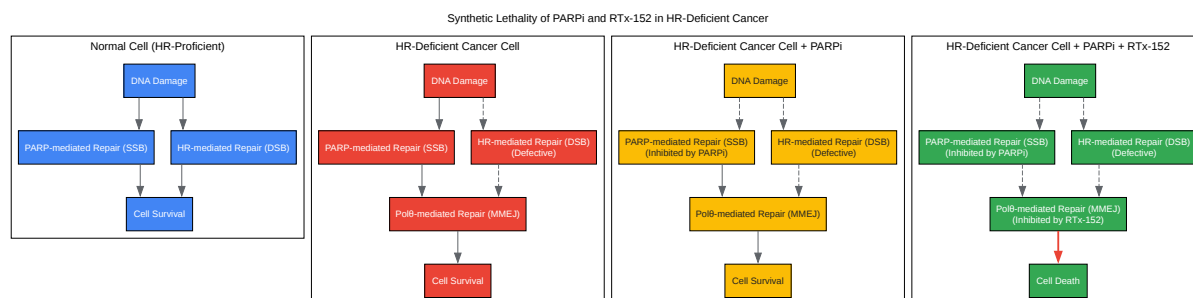 Synthetic Lethality of PARPi and RTx-152 in HR-Deficient Cancer
Normal Cell (HR-Proficient)
DNA Damage
PARP-mediated Repair (SSB)
HR-mediated Repair (DSB)
Cell Survival
HR-Deficient Cancer Cell
DNA Damage
PARP-mediated Repair (SSB)
HR-mediated Repair (DSB)
(Defective)
Polθ-mediated Repair (MMEJ)
Cell Survival
HR-Deficient Cancer Cell + PARPi
DNA Damage
PARP-mediated Repair (SSB)
(Inhibited by PARPi)
HR-mediated Repair (DSB)
(Defective)
Polθ-mediated Repair (MMEJ)
Cell Survival
HR-Deficient Cancer Cell + PARPi + RTx-152
DNA Damage
PARP-mediated Repair (SSB)
(Inhibited by PARPi)
HR-mediated Repair (DSB)
(Defective)
Polθ-mediated Repair (MMEJ)
(Inhibited by RTx-152)
Cell Death